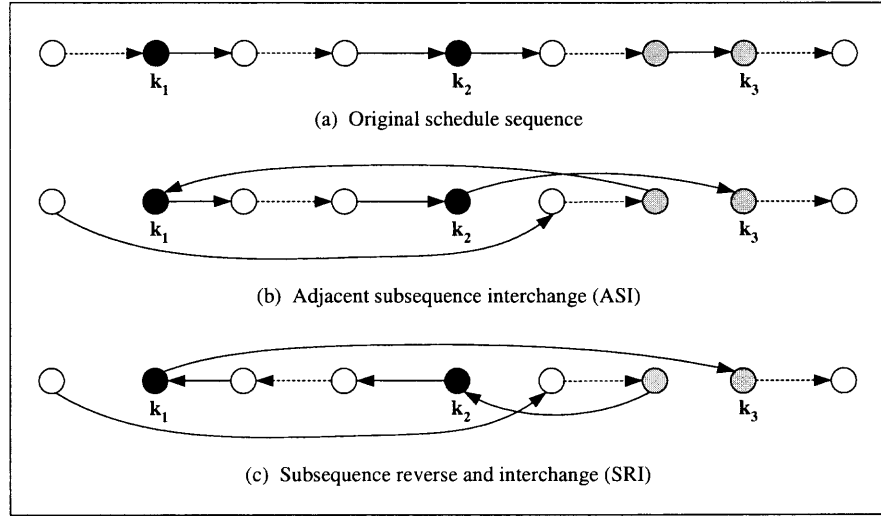 k₁ k₂ k₃
(a) Original schedule sequence
k₁ k₂ k₃
(b) Adjacent subsequence interchange (ASI)
k₁ k₂ k₃
(c) Subsequence reverse and interchange (SRI)